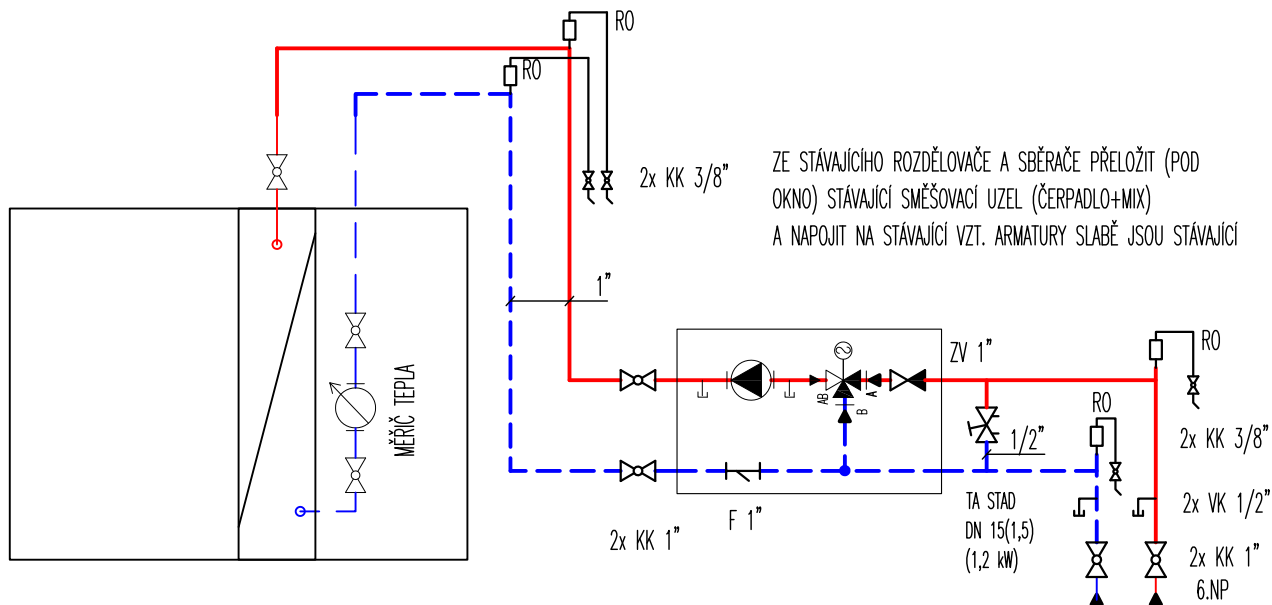 RO
RO
2x KK 3/8"
ZE STÁVAJÍCÍHO ROZDĚLOVAČE A SBĚRAČE PŘELOŽIT (POD
OKNO) STÁVAJÍCÍ SMĚŠOVACÍ UZEL (ČERPADLO+MIX)
A NAPOJIT NA STÁVAJÍCÍ VZT. ARMATURY SLABĚ JSOU STÁVAJÍCÍ
1"
ZV 1"
RO
MĚŘIČ TEPLA
AB
A
B
RO
1/2"
2x KK 3/8"
TA STAD
DN 15(1,5)
(1,2 kW)
F 1"
2x KK 1"
2x VK 1/2"
2x KK 1"
6.NP